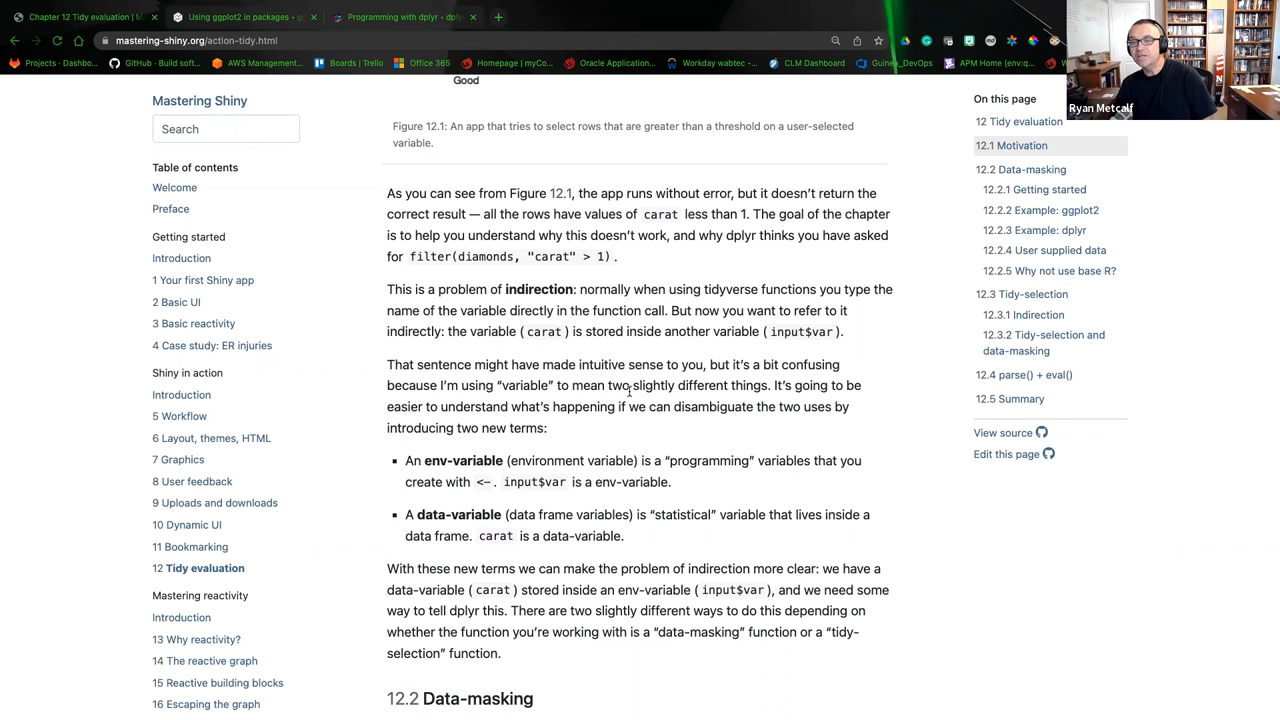 Chapter 12 Tidy evaluation | M
Using ggplot2 in packages • g
Programming with dplyr • dply
mastering-shiny.org/action-tidy.html
Projects - Dashbo...
GitHub - Build soft...
AWS Management...
Boards | Trello
Office 365
Homepage | myCo...
Oracle Application...
Workday wabtec -...
CLM Dashboard
Guinea_DevOps
APM Home (env:q...
Ryan Metcalf
Mastering Shiny
Search
Table of contents
Welcome
Preface
Getting started
Introduction
1 Your first Shiny app
2 Basic UI
3 Basic reactivity
4 Case study: ER injuries
Shiny in action
Introduction
5 Workflow
6 Layout, themes, HTML
7 Graphics
8 User feedback
9 Uploads and downloads
10 Dynamic UI
11 Bookmarking
12 Tidy evaluation
Mastering reactivity
Introduction
13 Why reactivity?
14 The reactive graph
15 Reactive building blocks
16 Escaping the graph
Good
Figure 12.1: An app that tries to select rows that are greater than a threshold on a user-selected
variable.
As you can see from Figure 12.1, the app runs without error, but it doesn’t return the
correct result — all the rows have values of carat less than 1. The goal of the chapter
is to help you understand why this doesn’t work, and why dplyr thinks you have asked
for filter(diamonds, "carat" > 1).
This is a problem of indirection: normally when using tidyverse functions you type the
name of the variable directly in the function call. But now you want to refer to it
indirectly: the variable (carat) is stored inside another variable (input$var).
That sentence might have made intuitive sense to you, but it’s a bit confusing
because I’m using “variable” to mean two slightly different things. It’s going to be
easier to understand what’s happening if we can disambiguate the two uses by
introducing two new terms:
An env-variable (environment variable) is a “programming” variables that you
create with <-. input$var is a env-variable.
A data-variable (data frame variables) is “statistical” variable that lives inside a
data frame. carat is a data-variable.
With these new terms we can make the problem of indirection more clear: we have a
data-variable (carat) stored inside an env-variable (input$var), and we need some
way to tell dplyr this. There are two slightly different ways to do this depending on
whether the function you’re working with is a “data-masking” function or a “tidy-
selection” function.
12.2 Data-masking
On this page
12 Tidy evaluation
12.1 Motivation
12.2 Data-masking
12.2.1 Getting started
12.2.2 Example: ggplot2
12.2.3 Example: dplyr
12.2.4 User supplied data
12.2.5 Why not use base R?
12.3 Tidy-selection
12.3.1 Indirection
12.3.2 Tidy-selection and
data-masking
12.4 parse() + eval()
12.5 Summary
View source
Edit this page